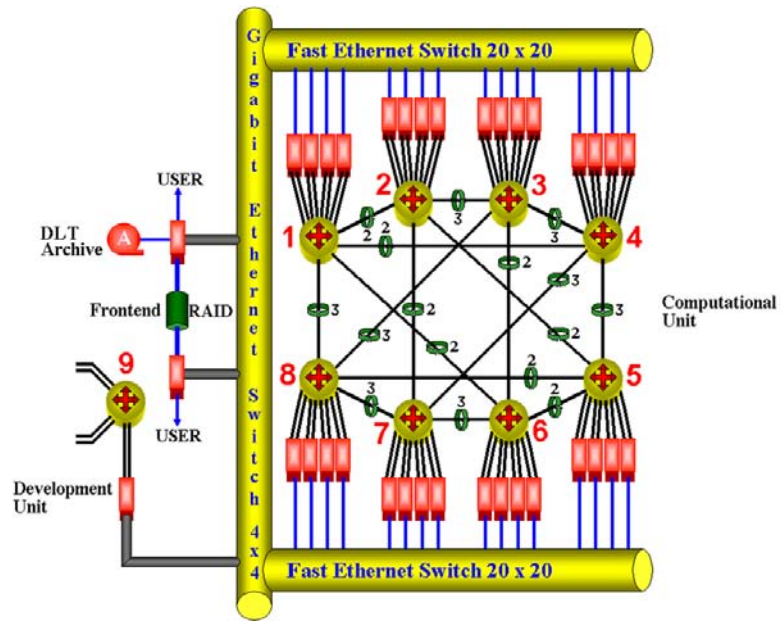 Fast Ethernet Switch 20 x 20
Gigabit Ethernet Switch 4x4
2
3
3
USER
1
2
2
3
4
DLT
Archive
A
2
3
Frontend
RAID
3
2
3
Computational
Unit
3
2
2
9
8
2
5
3
3
2
7
6
USER
Development
Unit
Fast Ethernet Switch 20 x 20